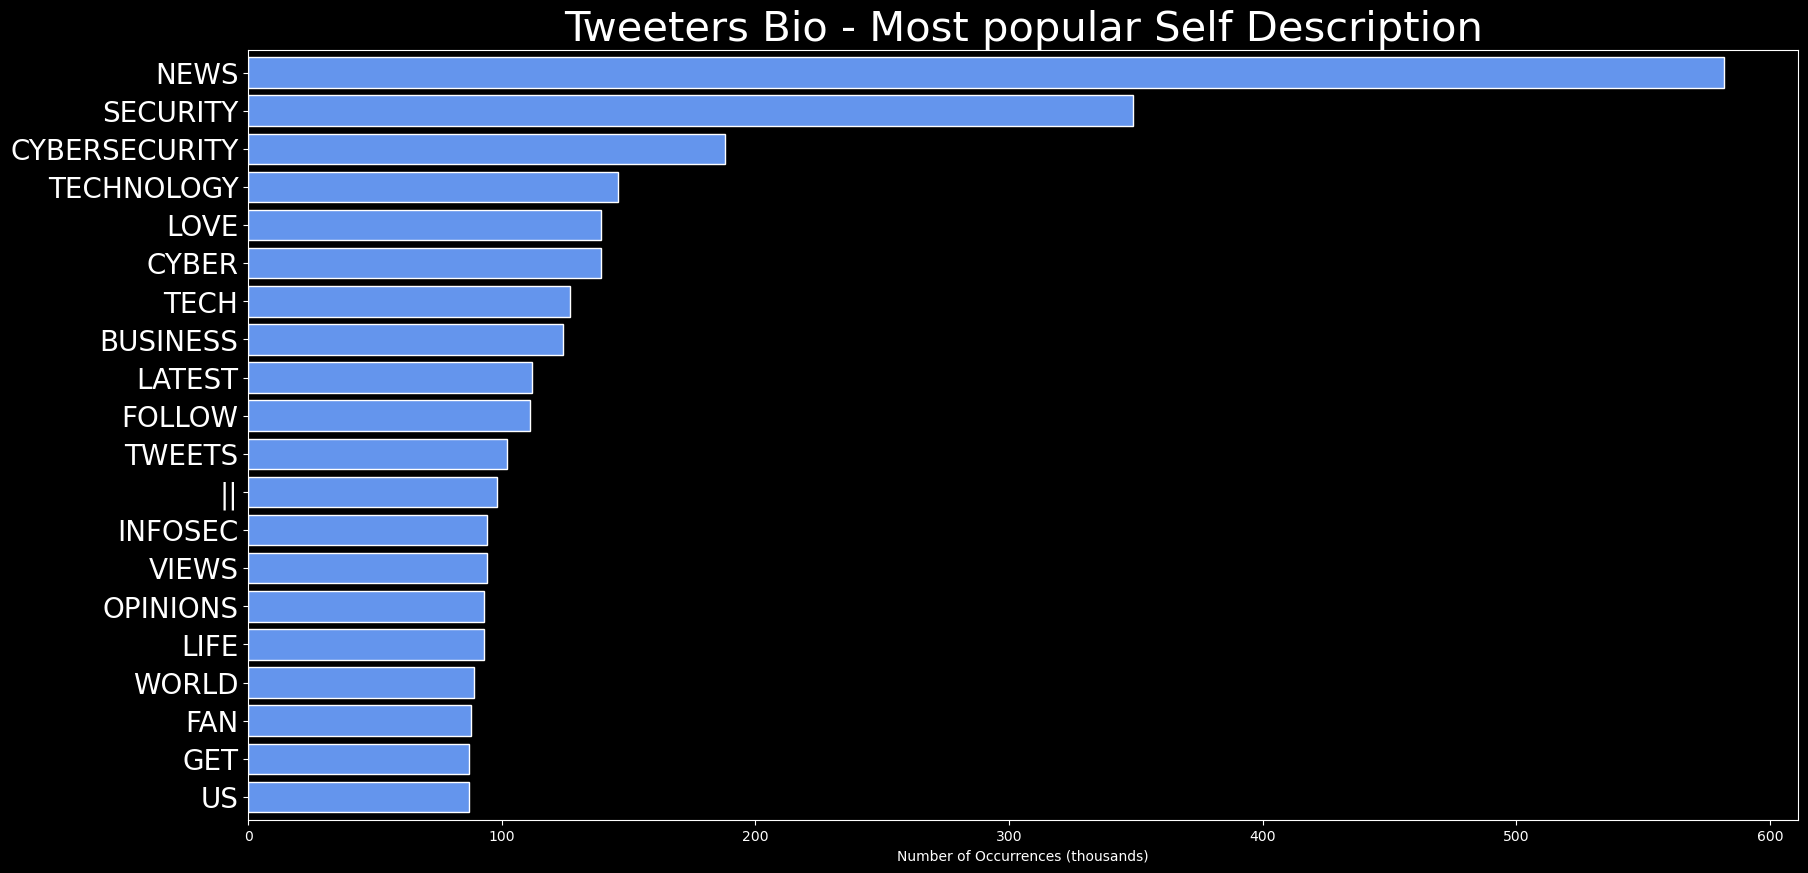 Tweeters Bio - Most popular Self Description
NEWS
SECURITY
CYBERSECURITY
TECHNOLOGY
LOVE
CYBER
TECH
BUSINESS
LATEST
FOLLOW
TWEETS
||
INFOSEC
VIEWS
OPINIONS
LIFE
WORLD
FAN
GET
US
0 100 200 300 400 500 600
Number of Occurrences (thousands)